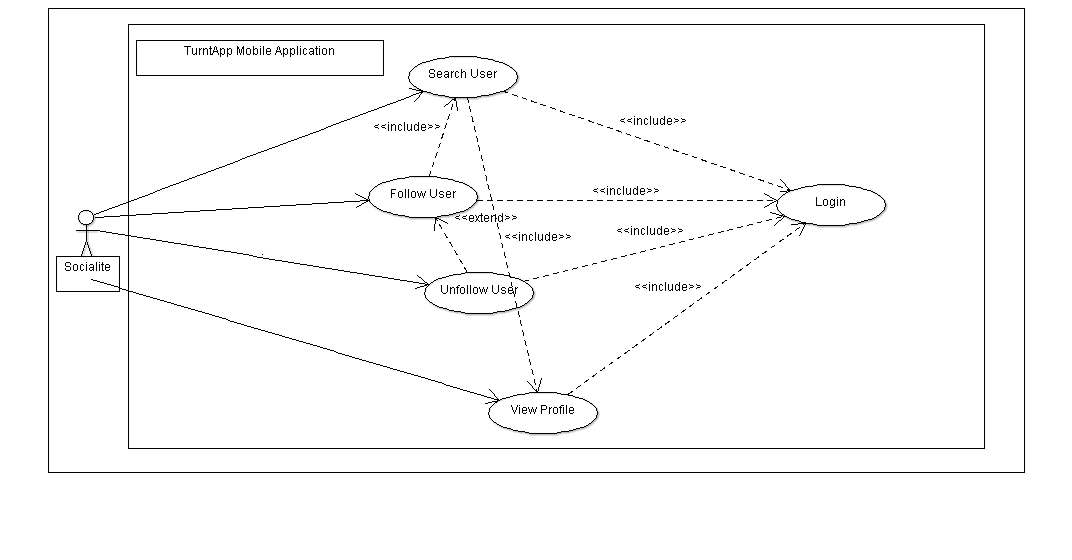 TurntApp Mobile Application
Search User
<<include>>
<<include>>
Follow User
<<include>>
Login
<<extend>>
<<include>>
<<include>>
Socialite
Unfollow User
<<include>>
View Profile